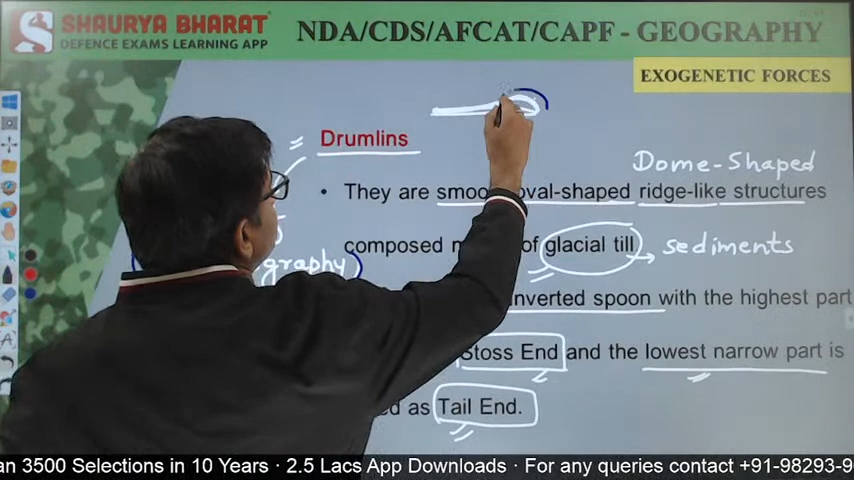 SHAURYA BHARAT
DEFENCE EXAMS LEARNING APP
NDA/CDS/AFCAT/CAPF - GEOGRAPHY
EXOGENETIC FORCES
= Drumlins
Dome-Shaped
• They are oval-shaped ridge-like structures
composed of glacial till → sediments
graphy
inverted spoon with the highest part
Stoss End and the lowest narrow part is
as Tail End.
3500 Selections in 10 Years · 2.5 Lacs App Downloads · For any queries contact +91-98293-9